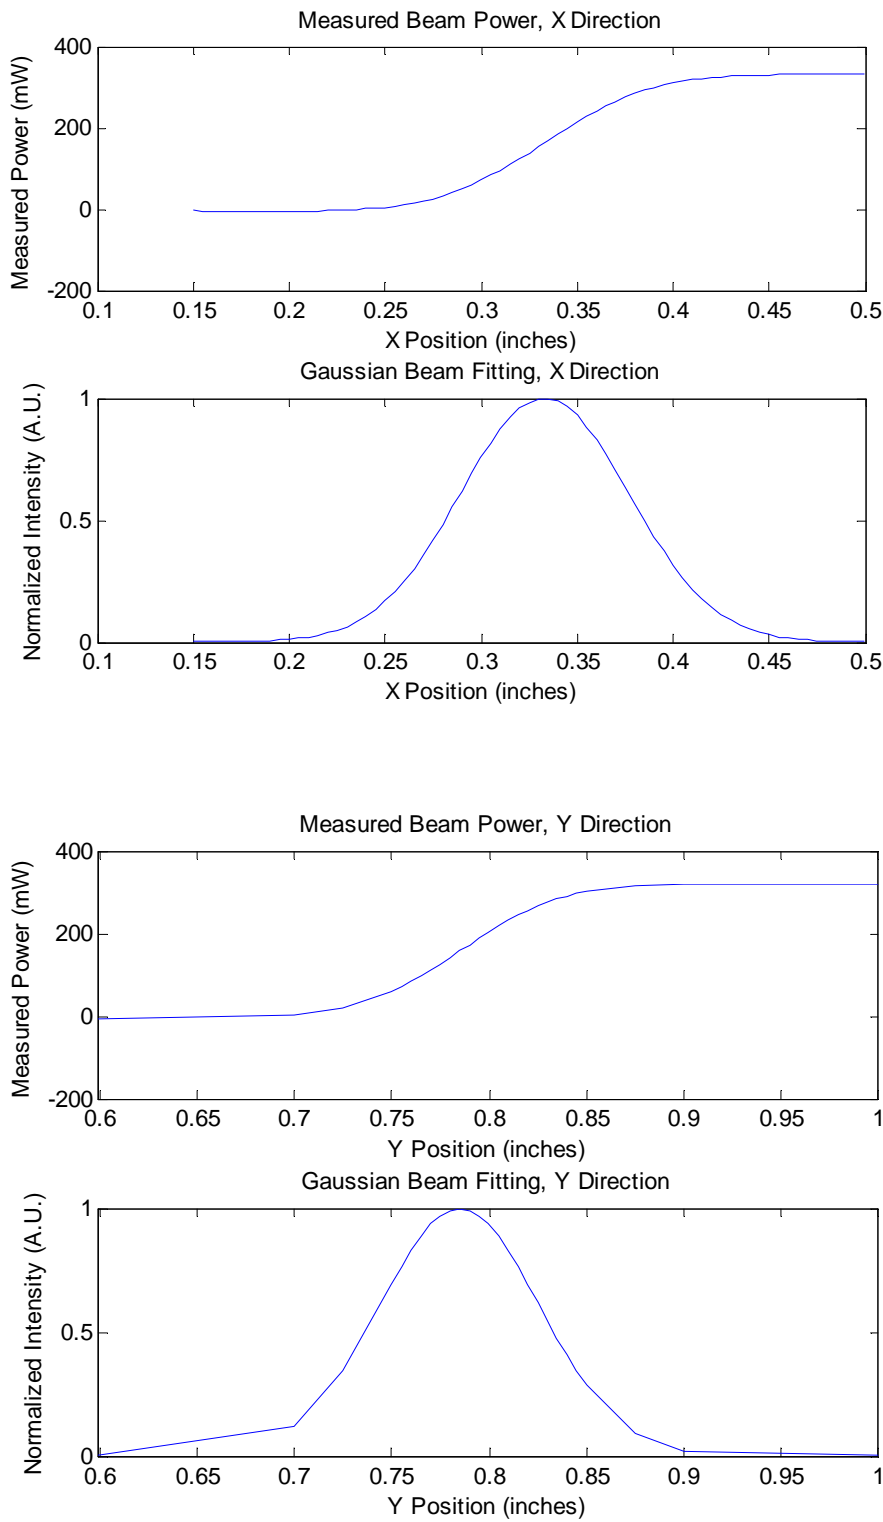 Measured Beam Power, X Direction
Measured Power (mW)
400
200
0
-200
0.1 0.15 0.2 0.25 0.3 0.35 0.4 0.45 0.5
X Position (inches)
Gaussian Beam Fitting, X Direction
Normalized Intensity (A.U.)
1
0.5
0
0.1 0.15 0.2 0.25 0.3 0.35 0.4 0.45 0.5
X Position (inches)
Measured Beam Power, Y Direction
Measured Power (mW)
400
200
0
-200
0.6 0.65 0.7 0.75 0.8 0.85 0.9 0.95 1
Y Position (inches)
Gaussian Beam Fitting, Y Direction
Normalized Intensity (A.U.)
1
0.5
0
0.6 0.65 0.7 0.75 0.8 0.85 0.9 0.95 1
Y Position (inches)